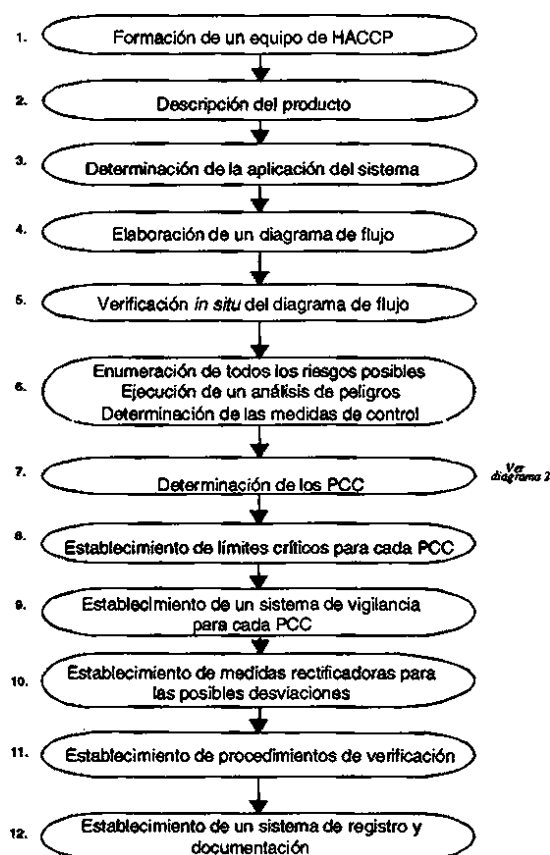 1. Formación de un equipo de HACCP
2. Descripción del producto
3. Determinación de la aplicación del sistema
4. Elaboración de un diagrama de flujo
5. Verificación in situ del diagrama de flujo
6. Enumeración de todos los riesgos posibles
Ejecución de un análisis de peligros
Determinación de las medidas de control
7. Determinación de los PCC
Ver
diagrama 2
8. Establecimiento de límites críticos para cada PCC
9. Establecimiento de un sistema de vigilancia
para cada PCC
10. Establecimiento de medidas rectificadoras para
las posibles desviaciones
11. Establecimiento de procedimientos de verificación
12. Establecimiento de un sistema de registro y
documentación